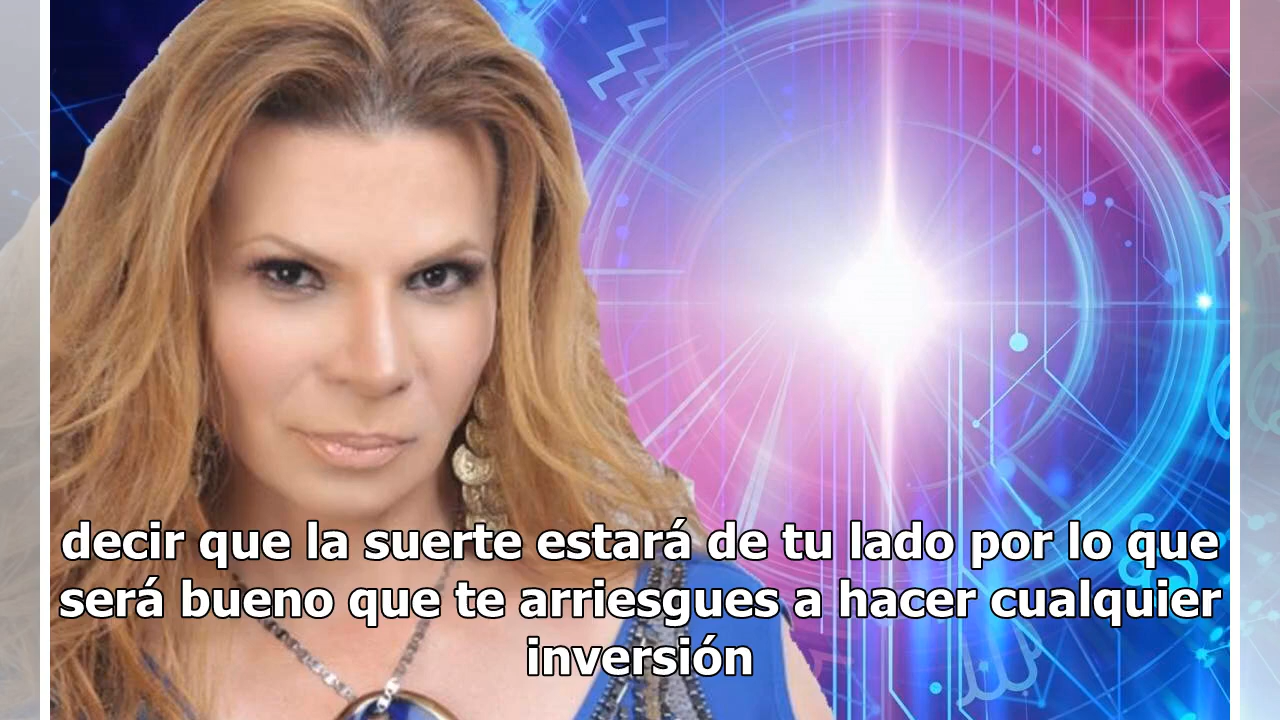 decir que la suerte estará de tu lado por lo que
será bueno que te arriesgues a hacer cualquier
inversión